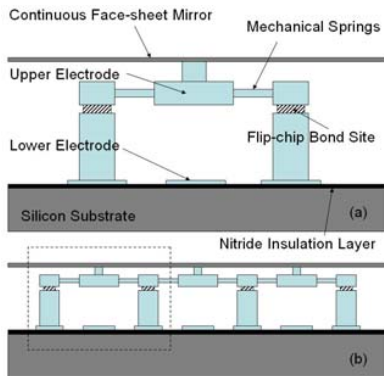 Continuous Face-sheet Mirror
Mechanical Springs
Upper Electrode
Flip-chip Bond Site
Lower Electrode
Silicon Substrate
(a)
Nitride Insulation Layer
(b)